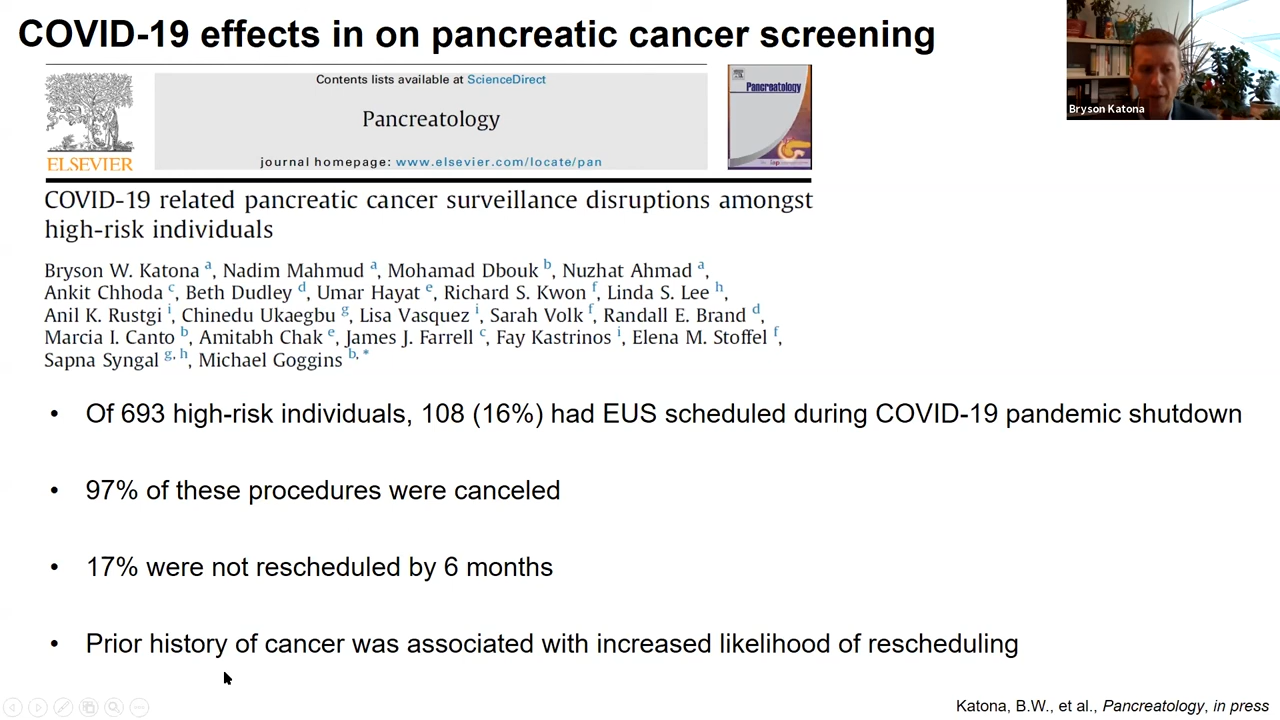 COVID-19 effects in on pancreatic cancer screening
Bryson Katona
Contents lists available at ScienceDirect
Pancreatology
journal homepage: www.elsevier.com/locate/pan
ELSEVIER
Pancreatology
COVID-19 related pancreatic cancer surveillance disruptions amongst
high-risk individuals
Bryson W. Katona a, Nadim Mahmud a, Mohamad Dbouk b, Nuzhat Ahmad a,
Ankit Chhoda c, Beth Dudley d, Umar Hayat e, Richard S. Kwon f, Linda S. Lee h,
Anil K. Rustgi i, Chinedu Ukaegbu g, Lisa Vasquez i, Sarah Volk f, Randall E. Brand d,
Marcia I. Canto b, Amitabh Chak e, James J. Farrell c, Fay Kastrinos i, Elena M. Stoffel f,
Sapna Syngal g, h, Michael Goggins b, *
• Of 693 high-risk individuals, 108 (16%) had EUS scheduled during COVID-19 pandemic shutdown
• 97% of these procedures were canceled
• 17% were not rescheduled by 6 months
• Prior history of cancer was associated with increased likelihood of rescheduling
Katona, B.W., et al., Pancreatology, in press